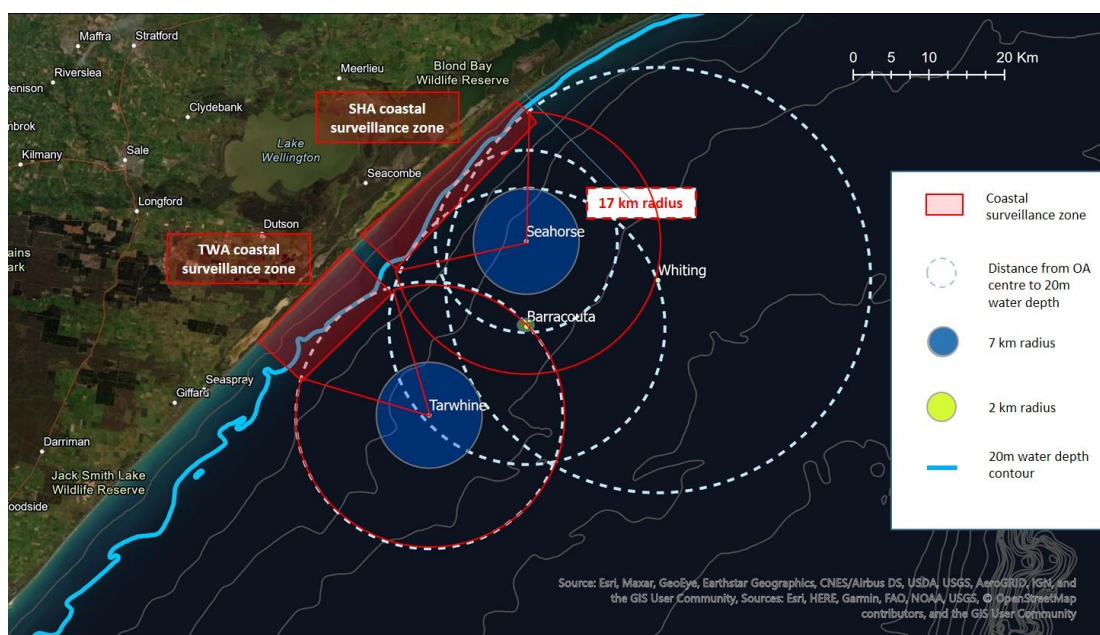 Maffra
Stratford
Riverslea
Denison
Clydebank
Meerlieu
Blond Bay
Wildlife Reserve
0 5 10 20 Km
SHA coastal
surveillance zone
mbrok
Kilmany
Sale
Lake
Wellington
Seacombe
Longford
17 km radius
Dutson
Seahorse
TWA coastal
surveillance zone
ains
ark
Whiting
Barracouta
Seaspray
Giffard
Tarwhine
Darriman
Jack Smith Lake
Wildlife Reserve
oodside
Coastal
surveillance zone
Distance from OA
centre to 20m
water depth
7 km radius
2 km radius
20m water depth
contour
Source: Esri, Maxar, GeoEye, Earthstar Geographics, CNES/Airbus DS, USDA, USGS, AeroGRID, IGN, and
the GIS User Community, Sources: Esri, HERE, Garmin, FAO, NOAA, USGS, © OpenStreetMap
contributors, and the GIS User Community